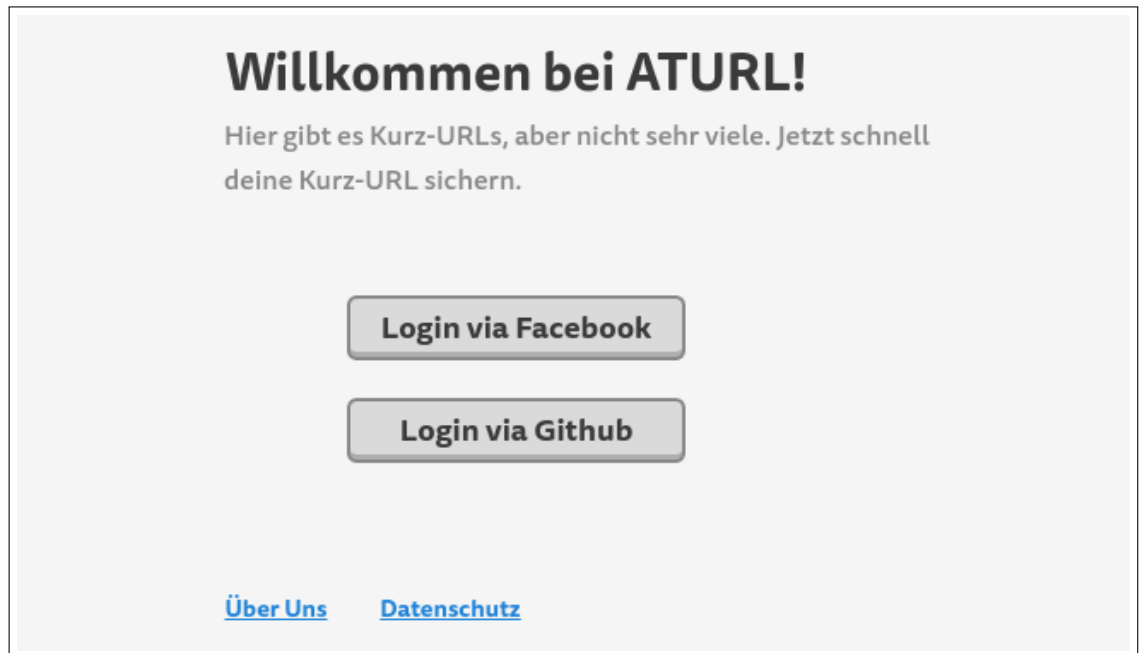 Willkommen bei ATURL!
Hier gibt es Kurz-URLs, aber nicht sehr viele. Jetzt schnell
deine Kurz-URL sichern.
Login via Facebook
Login via Github
Über Uns Datenschutz